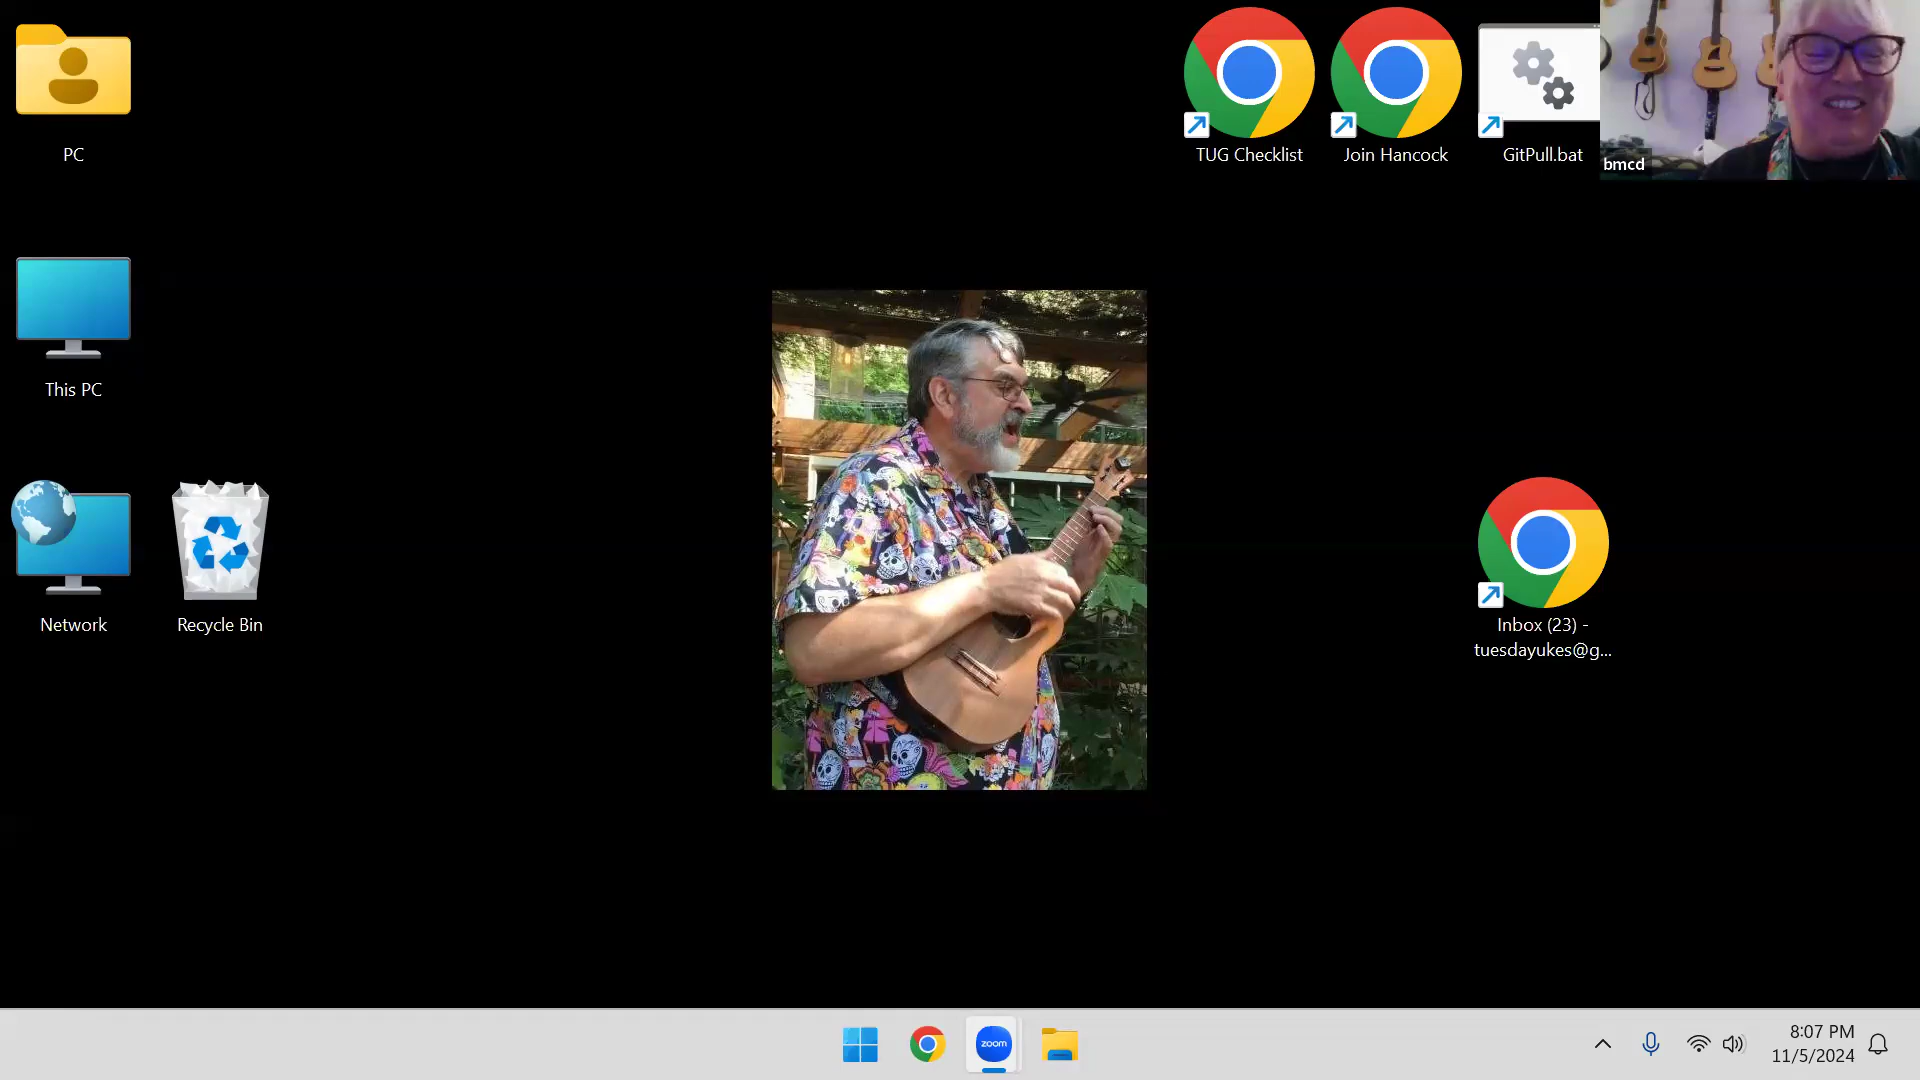 PC
TUG Checklist
Join Hancock
GitPull.bat
bmcd
This PC
Network
Recycle Bin
Inbox (23) -
tuesdayukes@g...
zoom
8:07 PM
11/5/2024